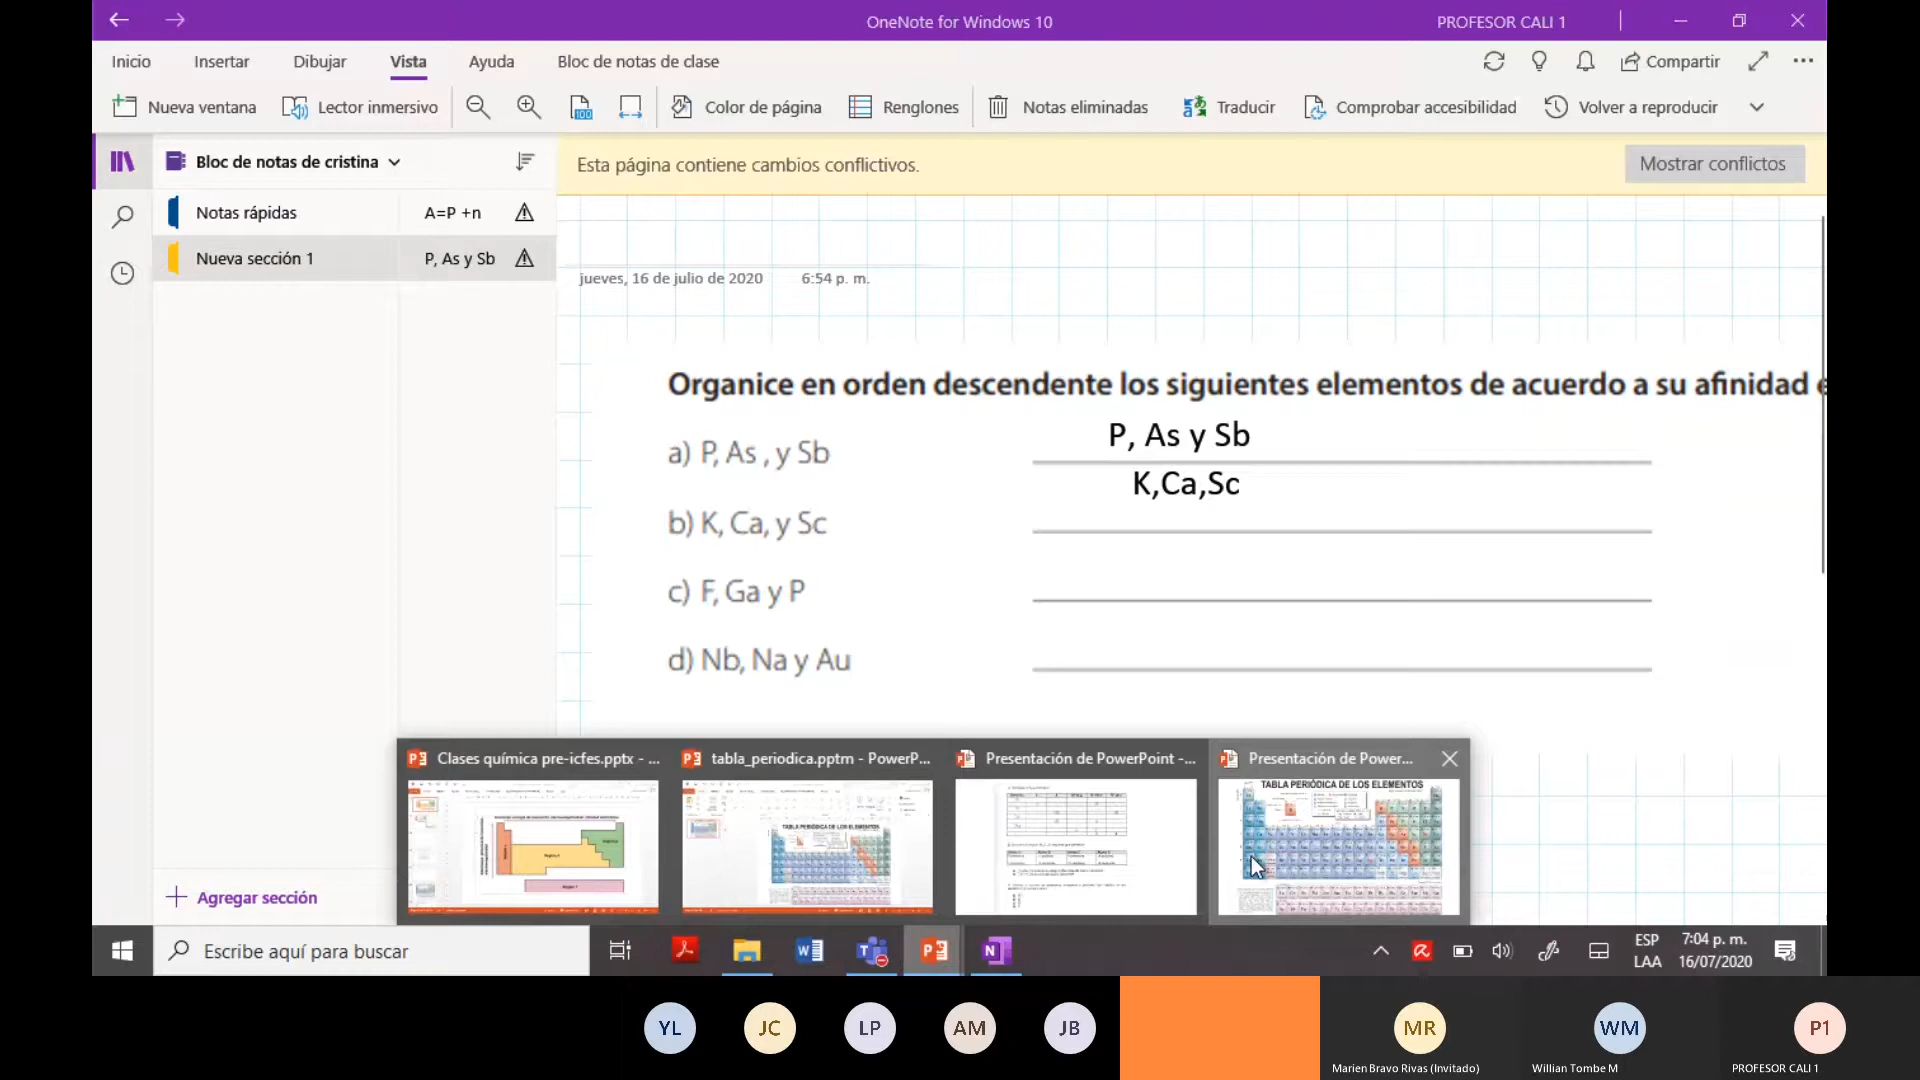 OneNote for Windows 10
PROFESOR CALI 1
Inicio
Insertar
Dibujar
Vista
Ayuda
Bloc de notas de clase
Compartir
Nueva ventana
Lector inmersivo
100
Color de página
Renglones
Notas eliminadas
Traducir
Comprobar accesibilidad
Volver a reproducir
Bloc de notas de cristina
Esta página contiene cambios conflictivos.
Mostrar conflictos
Notas rápidas
A=P +n
Nueva sección 1
P, As y Sb
jueves, 16 de julio de 2020
6:54 p. m.
Organice en orden descendente los siguientes elementos de acuerdo a su afinidad e
P, As y Sb
a) P, As , y Sb
K,Ca,Sc
b) K, Ca, y Sc
c) F, Ga y P
d) Nb, Na y Au
Clases química pre-icfes.pptx - ...
tabla_periodica.pptm - PowerP...
Presentación de PowerPoint -...
Presentación de Power...
TABLA PERIÓDICA DE LOS ELEMENTOS
TABLA PERIÓDICA DE LOS ELEMENTOS
Agregar sección
Escribe aquí para buscar
ESP
LAA
7:04 p. m.
16/07/2020
YL
JC
LP
AM
JB
MR
WM
P1
Marien Bravo Rivas (Invitado)
Willian Tombe M
PROFESOR CALI 1